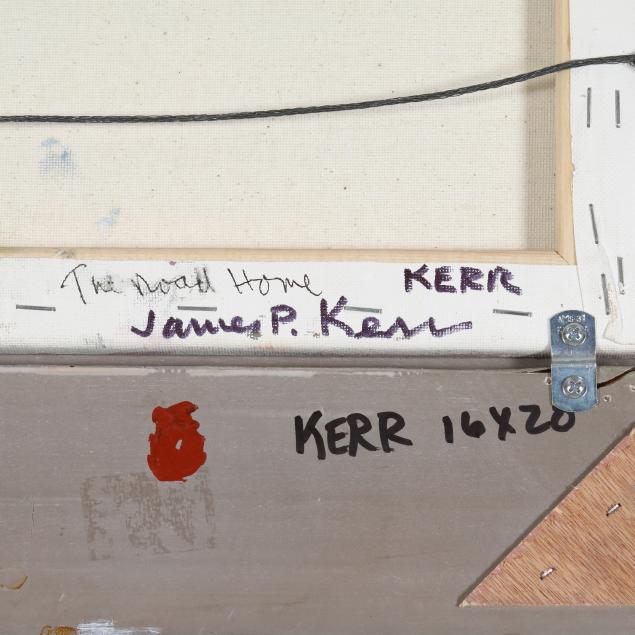 The Road Home KERR
James P. Kerr
KERR 16X20